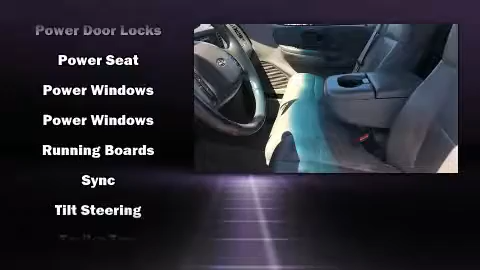 Power Door Locks
Power Seat
Power Windows
Power Windows
Running Boards
Sync
Tilt Steering